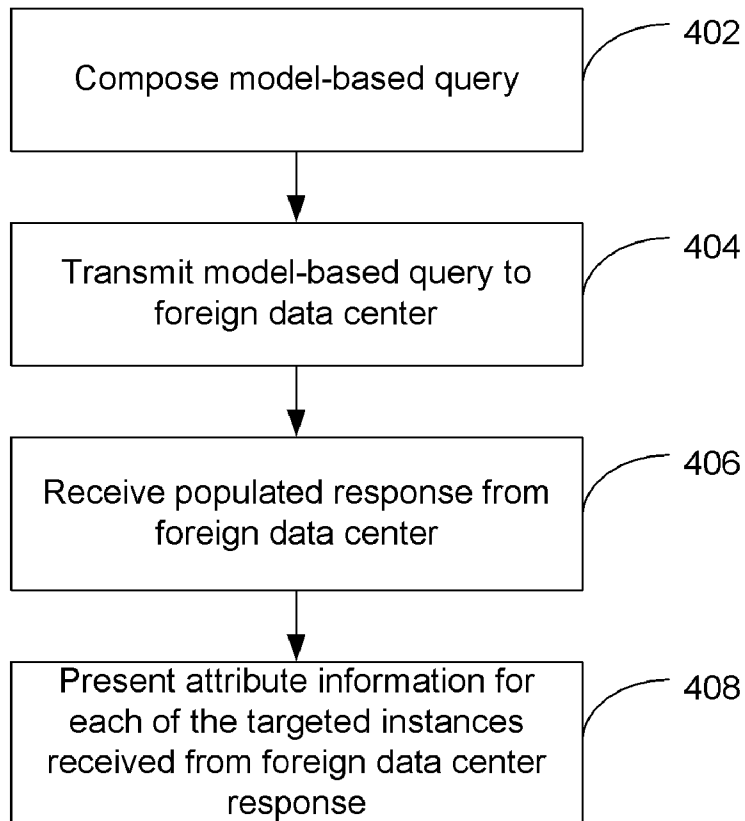 402
Compose model-based query
404
Transmit model-based query to
foreign data center
406
Receive populated response from
foreign data center
408
Present attribute information for
each of the targeted instances
received from foreign data center
response